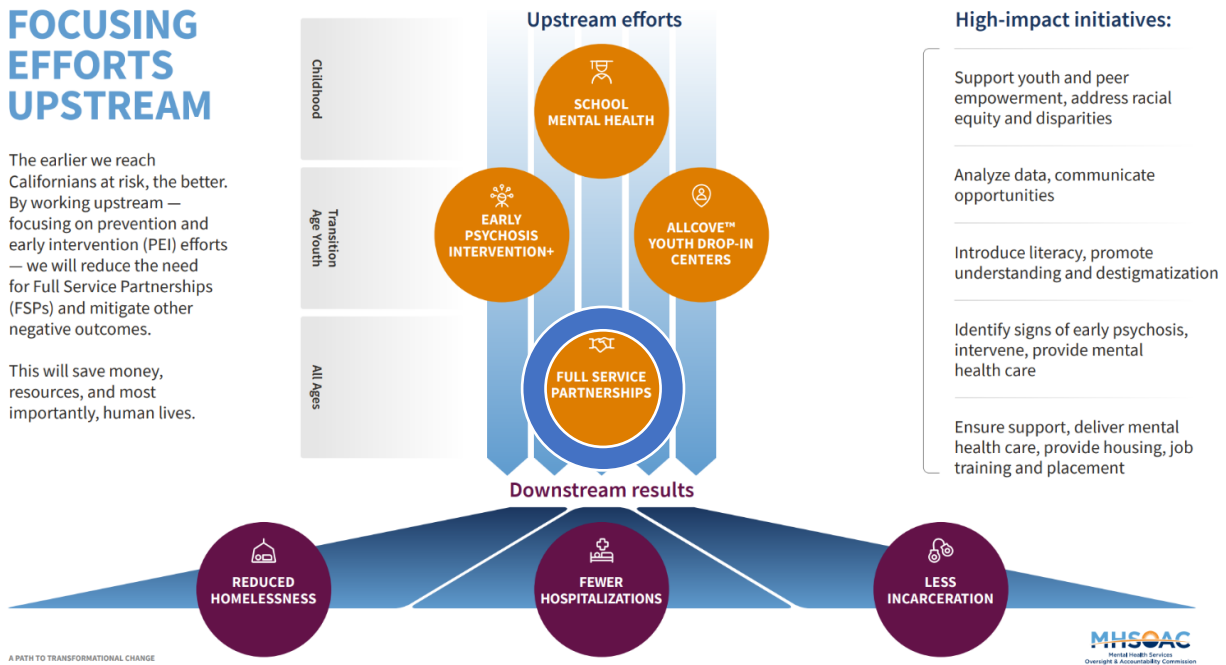 FOCUSING
EFFORTS
UPSTREAM
The earlier we reach
Californians at risk, the better.
By working upstream —
focusing on prevention and
early intervention (PEI) efforts
— we will reduce the need
for Full Service Partnerships
(FSPs) and mitigate other
negative outcomes.
This will save money,
resources, and most
importantly, human lives.
Upstream efforts
Childhood
SCHOOL
MENTAL HEALTH
Transition
Age Youth
EARLY
PSYCHOSIS
INTERVENTION+
ALLCOVE™
YOUTH DROP-IN
CENTERS
All Ages
FULL SERVICE
PARTNERSHIPS
High-impact initiatives:
Support youth and peer
empowerment, address racial
equity and disparities
Analyze data, communicate
opportunities
Introduce literacy, promote
understanding and destigmatization
Identify signs of early psychosis,
intervene, provide mental
health care
Ensure support, deliver mental
health care, provide housing, job
training and placement
Downstream results
REDUCED
HOMELESSNESS
FEWER
HOSPITALIZATIONS
LESS
INCARCERATION
A PATH TO TRANSFORMATIONAL CHANGE
MHSOAC
Mental Health Services
Oversight & Accountability Commission